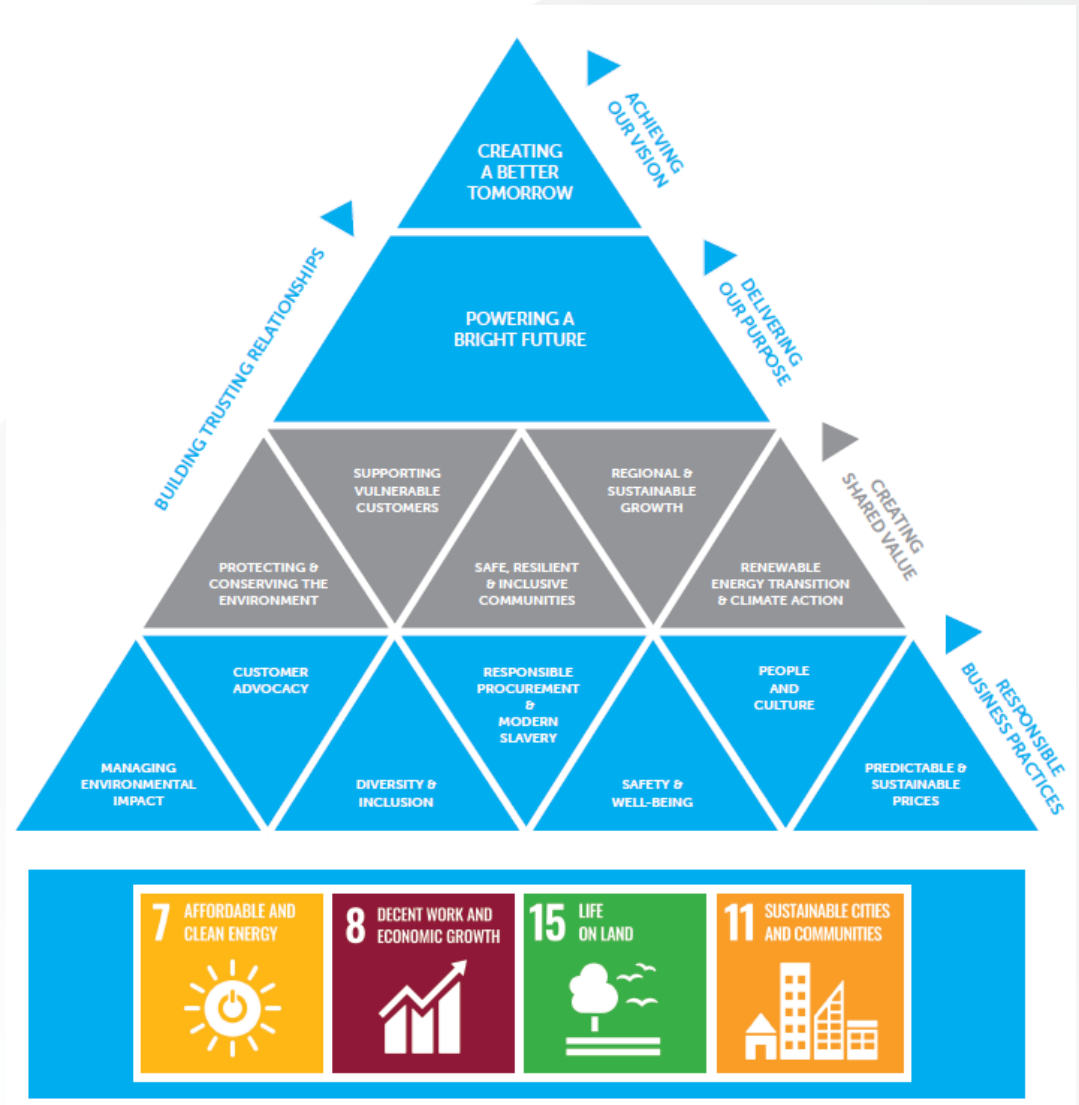 ACHIEVING
OUR VISION
CREATING
A BETTER
TOMORROW
BUILDING TRUSTING RELATIONSHIPS
DELIVERING
OUR PURPOSE
POWERING A
BRIGHT FUTURE
CREATING
SHARED VALUE
SUPPORTING
VULNERABLE
CUSTOMERS
REGIONAL &
SUSTAINABLE
GROWTH
PROTECTING &
CONSERVING THE
ENVIRONMENT
SAFE, RESILIENT
& INCLUSIVE
COMMUNITIES
RENEWABLE
ENERGY TRANSITION
& CLIMATE ACTION
RESPONSIBLE
BUSINESS PRACTICES
CUSTOMER
ADVOCACY
RESPONSIBLE
PROCUREMENT
&
MODERN
SLAVERY
PEOPLE
AND
CULTURE
MANAGING
ENVIRONMENTAL
IMPACT
DIVERSITY &
INCLUSION
SAFETY &
WELL-BEING
PREDICTABLE &
SUSTAINABLE
PRICES
7 AFFORDABLE AND
CLEAN ENERGY
8 DECENT WORK AND
ECONOMIC GROWTH
15 LIFE
ON LAND
11 SUSTAINABLE CITIES
AND COMMUNITIES